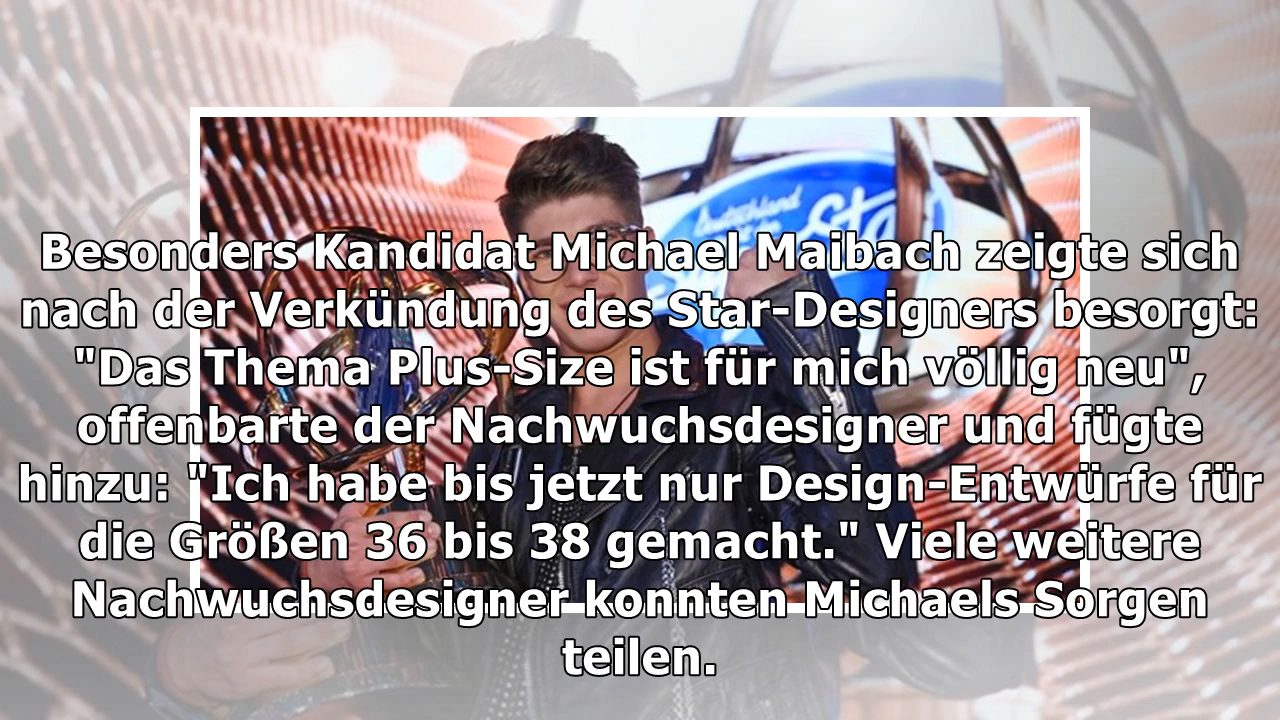 Deutschland
Besonders Kandidat Michael Maibach zeigte sich
nach der Verkündung des Star-Designers besorgt:
"Das Thema Plus-Size ist für mich völlig neu",
offenbarte der Nachwuchsdesigner und fügte
hinzu: "Ich habe bis jetzt nur Design-Entwürfe für
die Größen 36 bis 38 gemacht." Viele weitere
Nachwuchsdesigner konnten Michaels Sorgen
teilen.